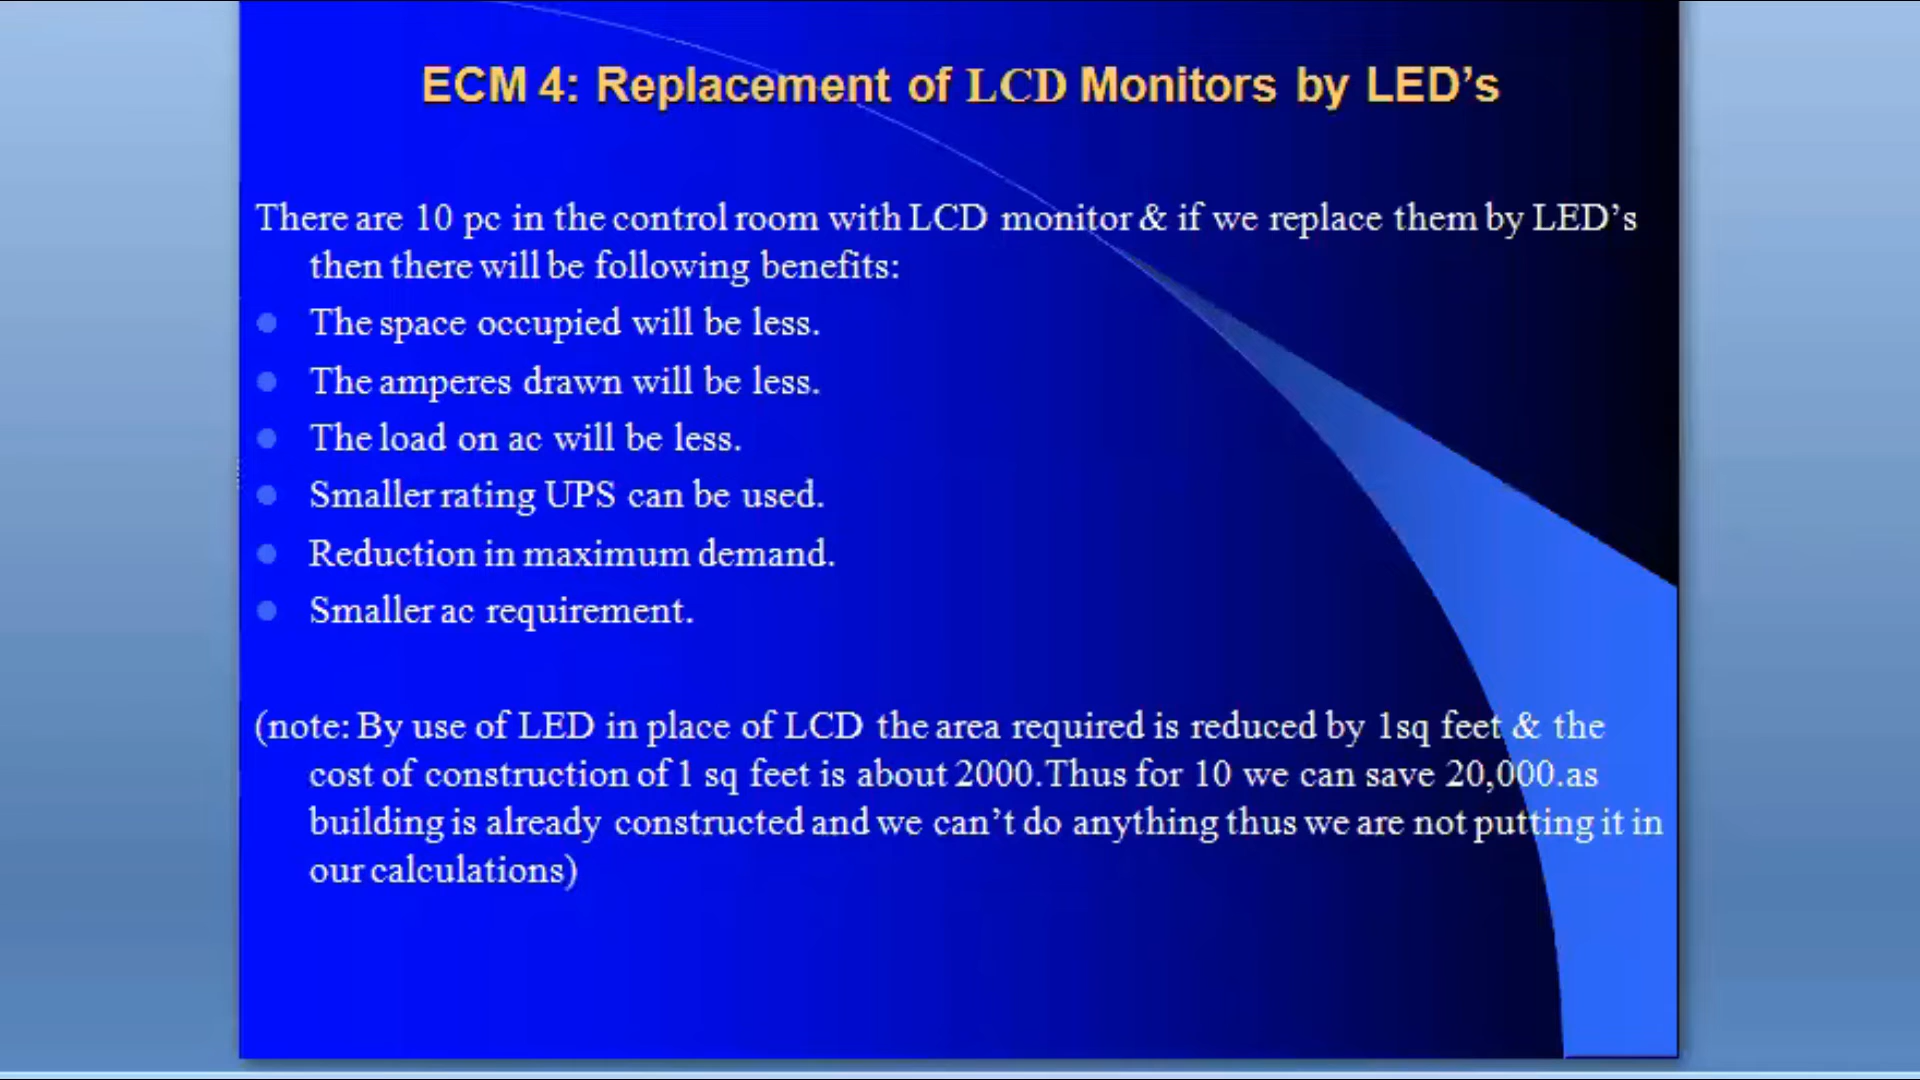 ECM 4: Replacement of LCD Monitors by LED's
There are 10 pc in the control room with LCD monitor & if we replace them by LED's
then there will be following benefits:
The space occupied will be less.
The amperes drawn will be less.
The load on ac will be less.
Smaller rating UPS can be used.
Reduction in maximum demand.
Smaller ac requirement.
(note: By use of LED in place of LCD the area required is reduced by 1sq feet & the
cost of construction of 1 sq feet is about 2000.Thus for 10 we can save 20,000.as
building is already constructed and we can't do anything thus we are not putting it in
our calculations)